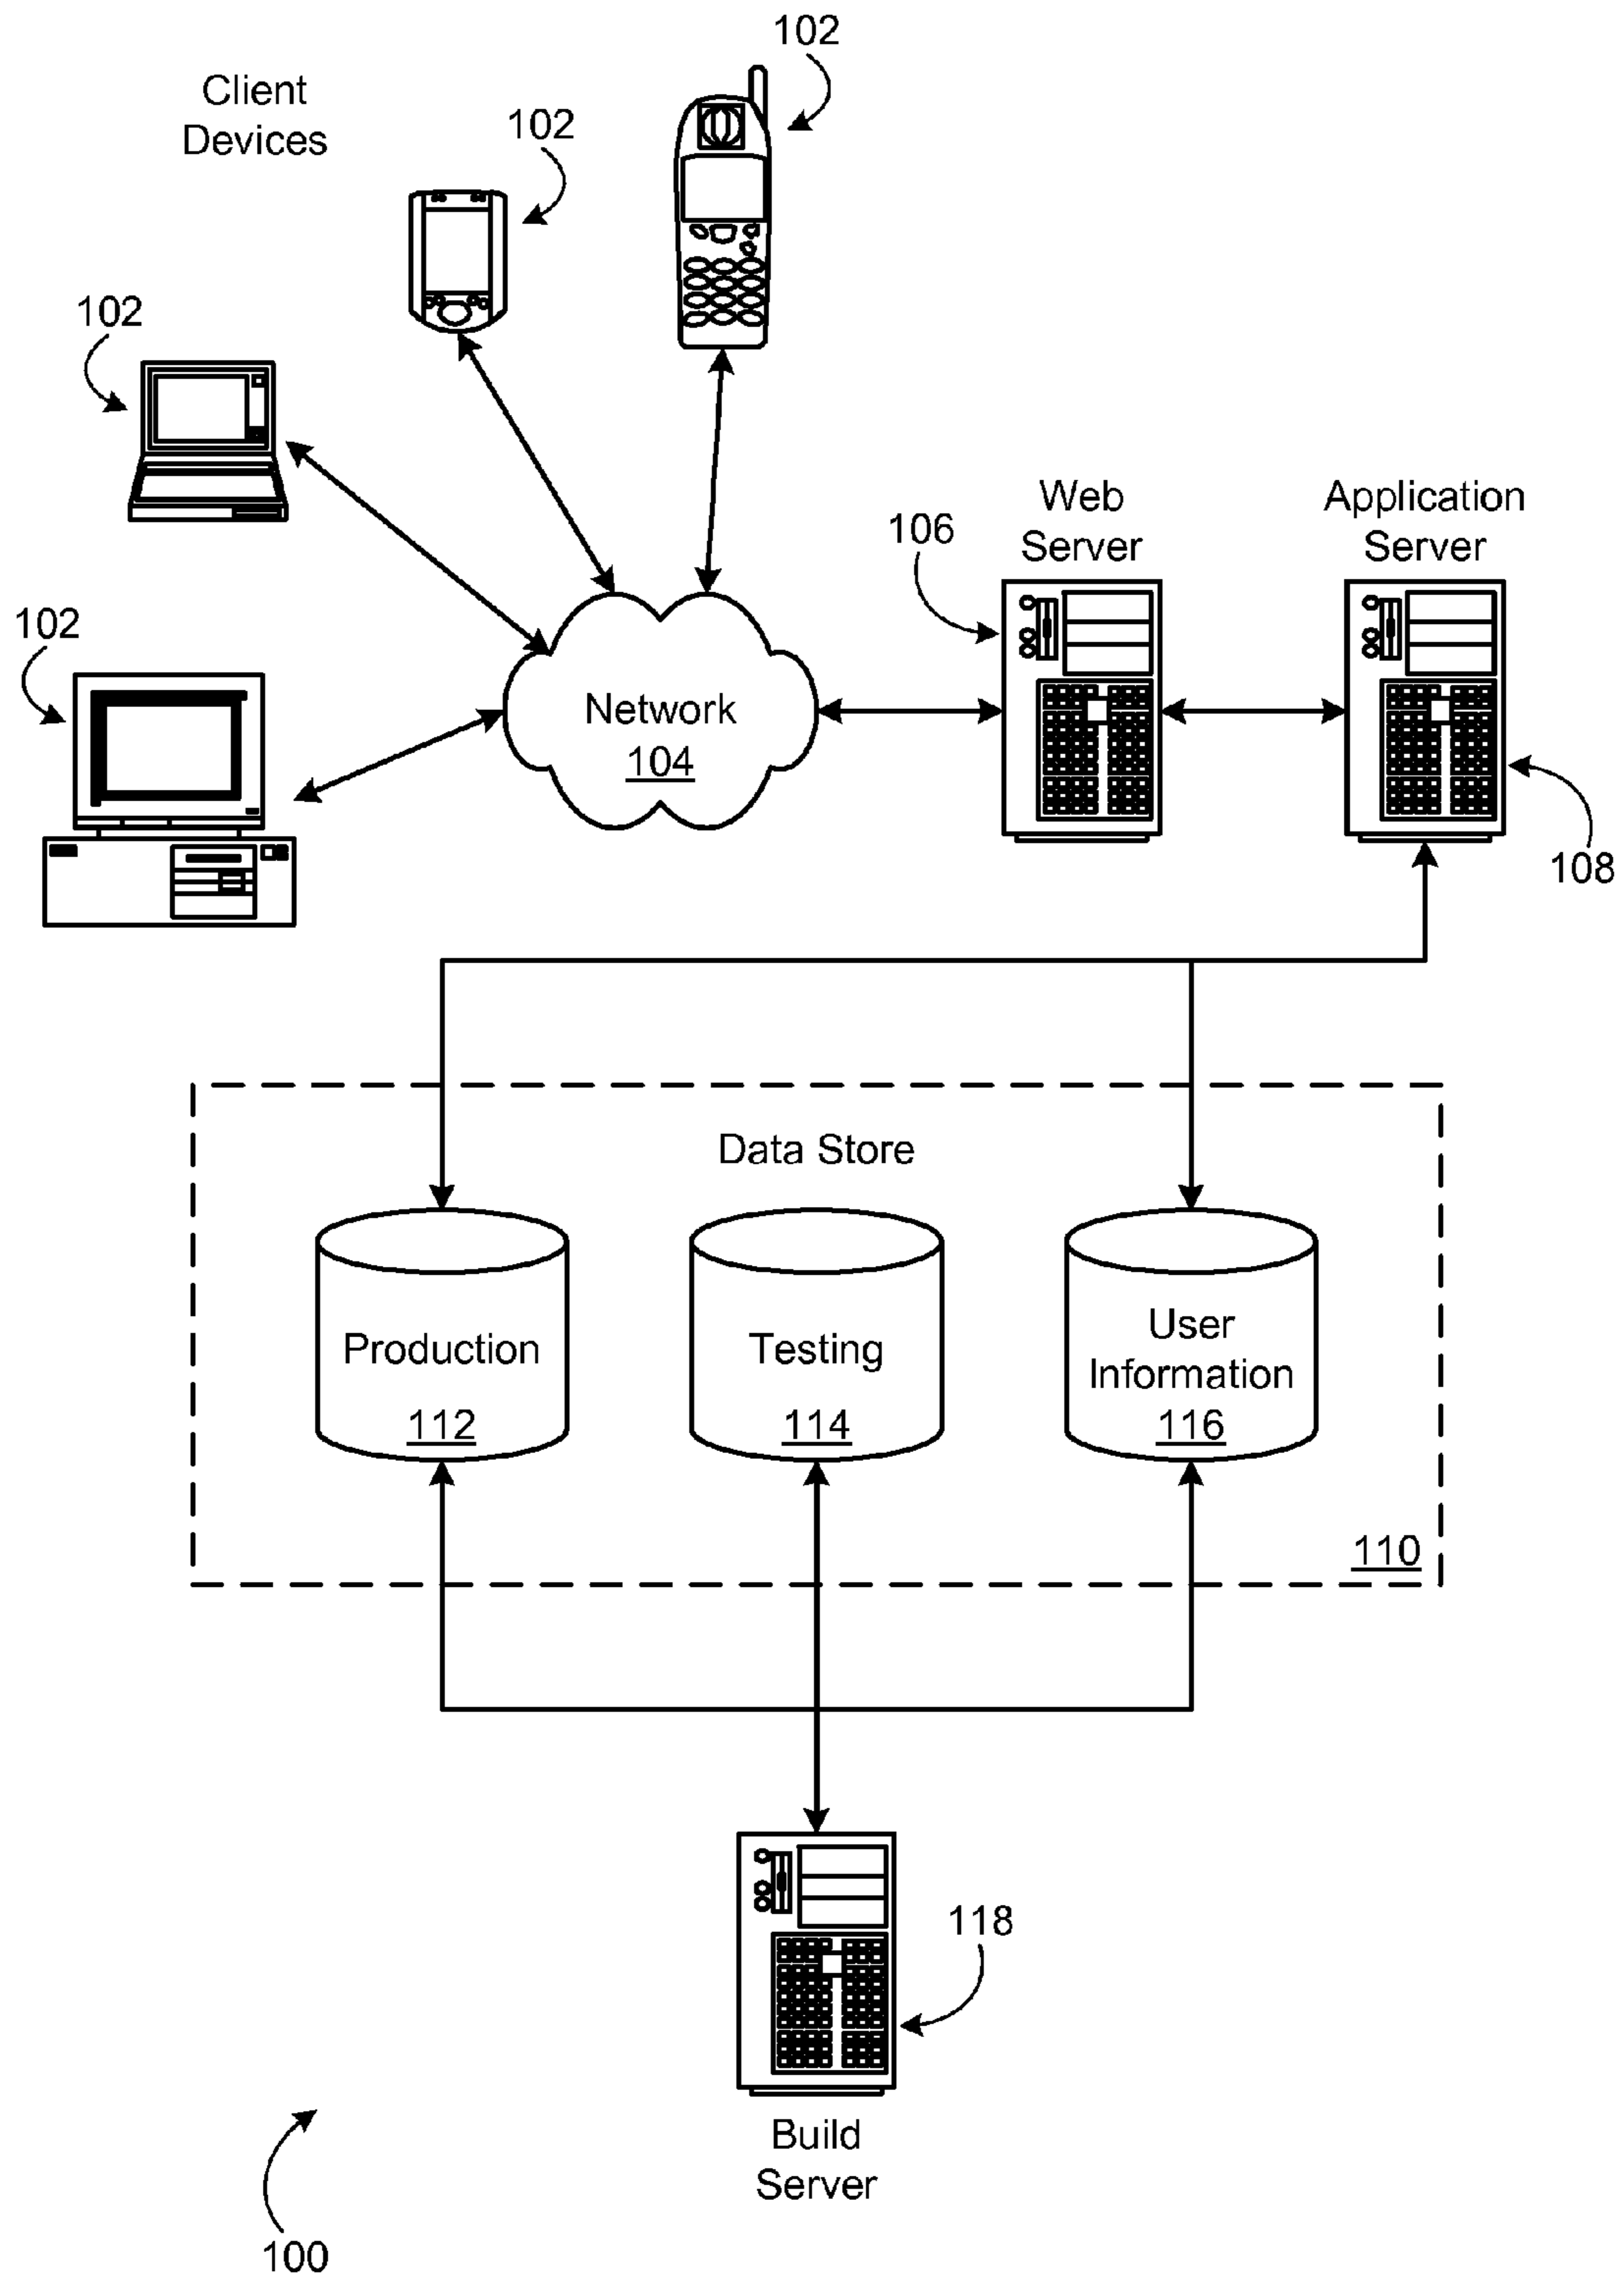 102
Client
Devices
102
102
Web
Server
Application
Server
106
102
Network
104
108
Data Store
Production
112
Testing
114
User
Information
116
110
118
Build
Server
100